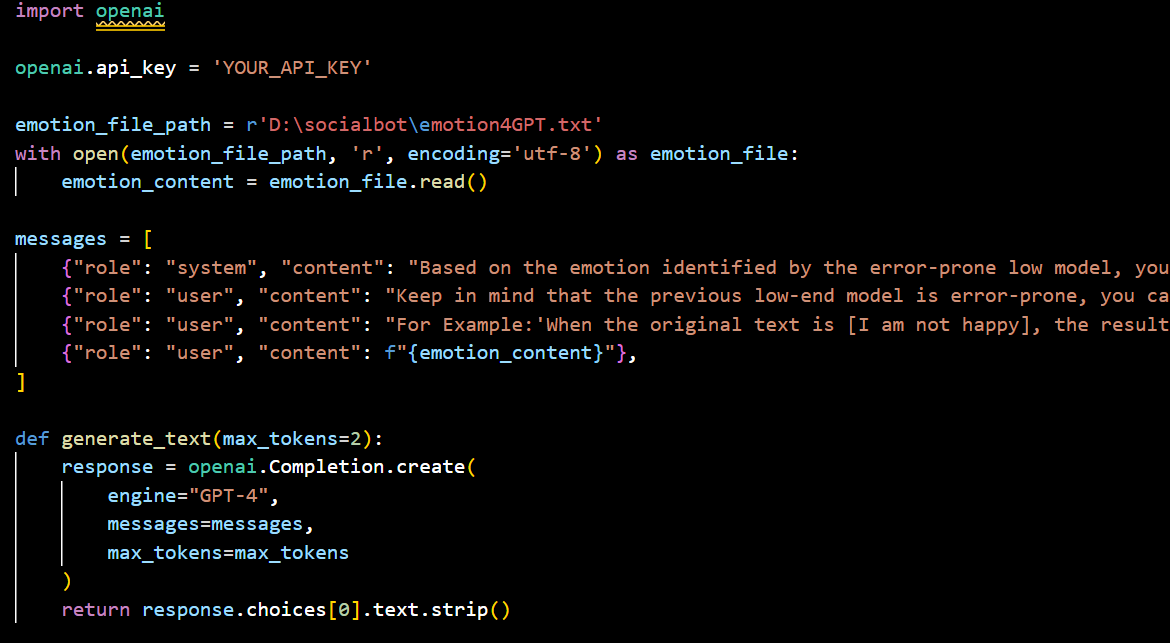 import openai
openai.api_key = 'YOUR_API_KEY'
emotion_file_path = r'D:\socialbot\emotion4GPT.txt'
with open(emotion_file_path, 'r', encoding='utf-8') as emotion_file:
    emotion_content = emotion_file.read()
messages = [
    {"role": "system", "content": "Based on the emotion identified by the error-prone low model, you
    {"role": "user", "content": "Keep in mind that the previous low-end model is error-prone, you ca
    {"role": "user", "content": "For Example:'When the original text is [I am not happy], the result
    {"role": "user", "content": f"{emotion_content}"},
]
def generate_text(max_tokens=2):
    response = openai.Completion.create(
        engine="GPT-4",
        messages=messages,
        max_tokens=max_tokens
    )
    return response.choices[0].text.strip()